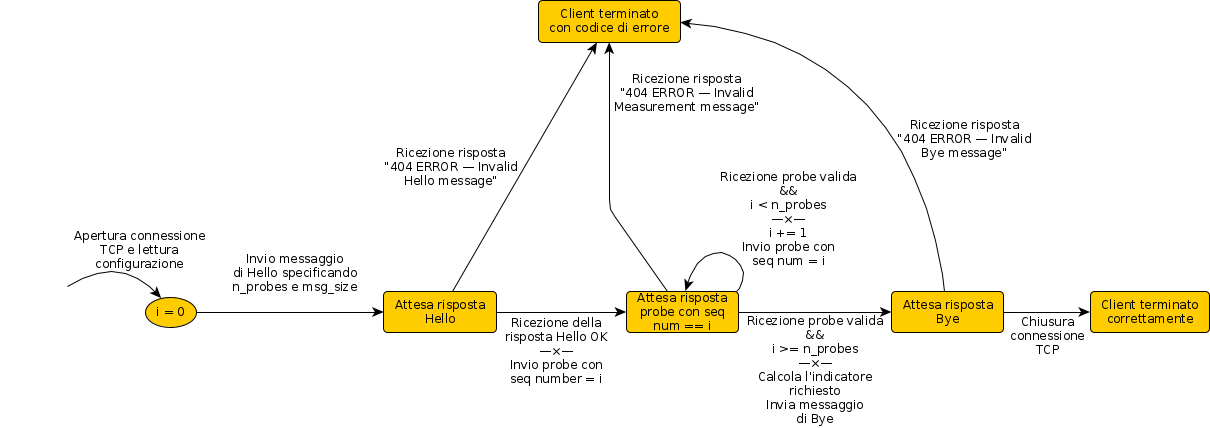 Client terminato
con codice di errore
Ricezione risposta
"404 ERROR — Invalid
Measurement message"
Ricezione risposta
"404 ERROR — Invalid
Bye message"
Ricezione risposta
"404 ERROR — Invalid
Hello message"
Ricezione probe valida
&&
i < n_probes
—×—
i += 1
Invio probe con
seq num = i
Apertura connessione
TCP e lettura
configurazione
Invio messaggio
di Hello specificando
n_probes e msg_size
i = 0
Attesa risposta
Hello
Attesa risposta
probe con seq
num == i
Attesa risposta
Bye
Client terminato
correttamente
Ricezione della
risposta Hello OK
—×—
Invio probe con
seq number = i
Ricezione probe valida
&&
i >= n_probes
—×—
Calcola l'indicatore
richiesto
Invia messaggio
di Bye
Chiusura
connessione
TCP